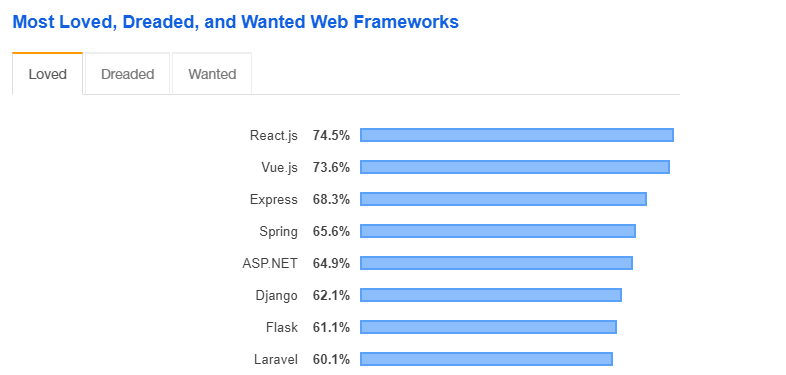 Most Loved, Dreaded, and Wanted Web Frameworks
Loved Dreaded Wanted
React.js 74.5%
Vue.js 73.6%
Express 68.3%
Spring 65.6%
ASP.NET 64.9%
Django 62.1%
Flask 61.1%
Laravel 60.1%